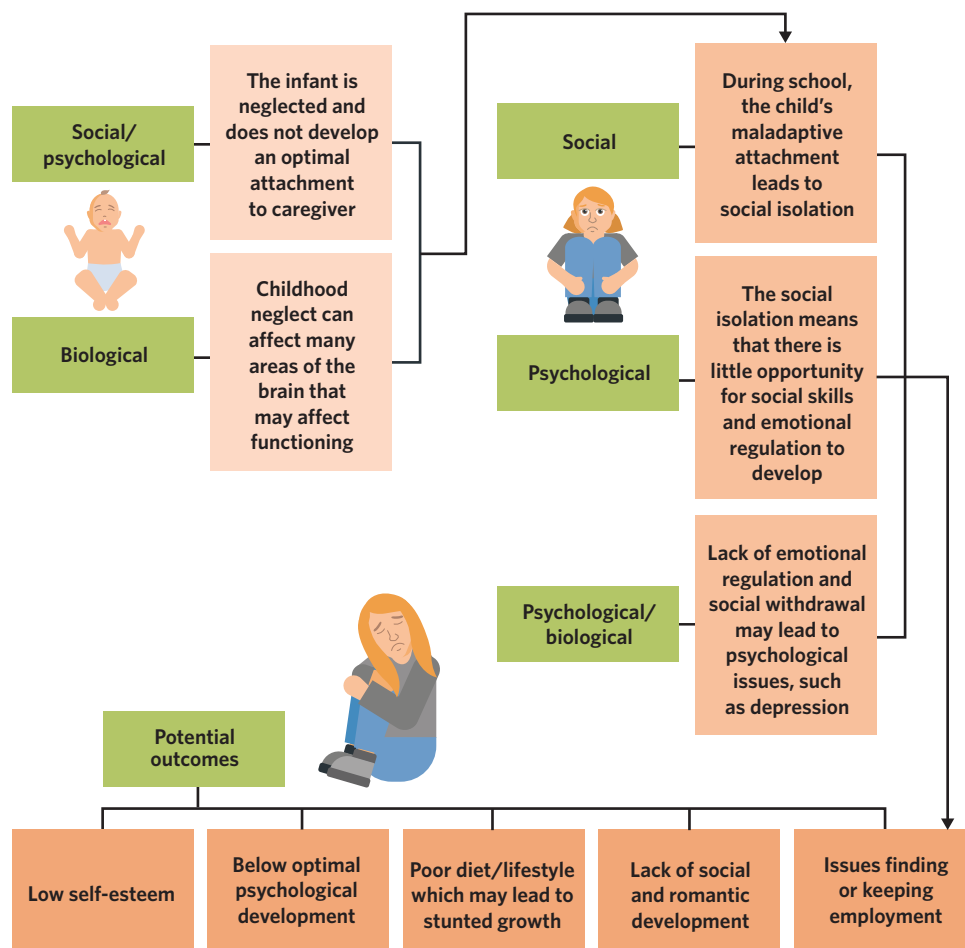 Social/
psychological
The infant is
neglected and
does not develop
an optimal
attachment
to caregiver
Biological
Childhood
neglect can
affect many
areas of the
brain that
may affect
functioning
Social
During school,
the child's
maladaptive
attachment
leads to
social isolation
Psychological
The social
isolation means
that there is
little opportunity
for social skills
and emotional
regulation to
develop
Psychological/
biological
Lack of emotional
regulation and
social withdrawal
may lead to
psychological
issues, such
as depression
Potential
outcomes
Low self-esteem
Below optimal
psychological
development
Poor diet/lifestyle
which may lead to
stunted growth
Lack of social
and romantic
development
Issues finding
or keeping
employment